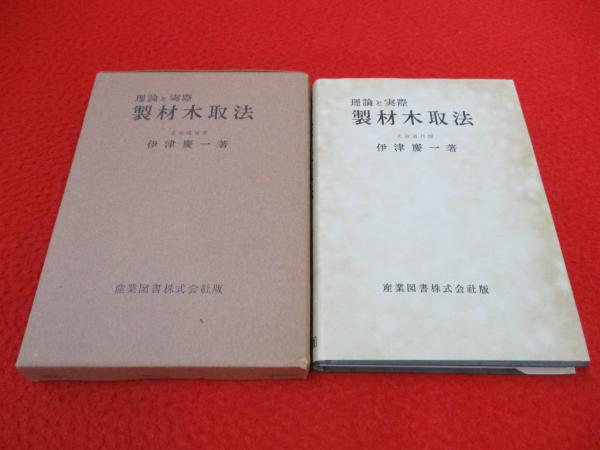 理論と実際
製材木取法
伊津慶一著
産業図書株式会社版
理論と実際
製材木取法
伊津慶一著
産業図書株式会社版